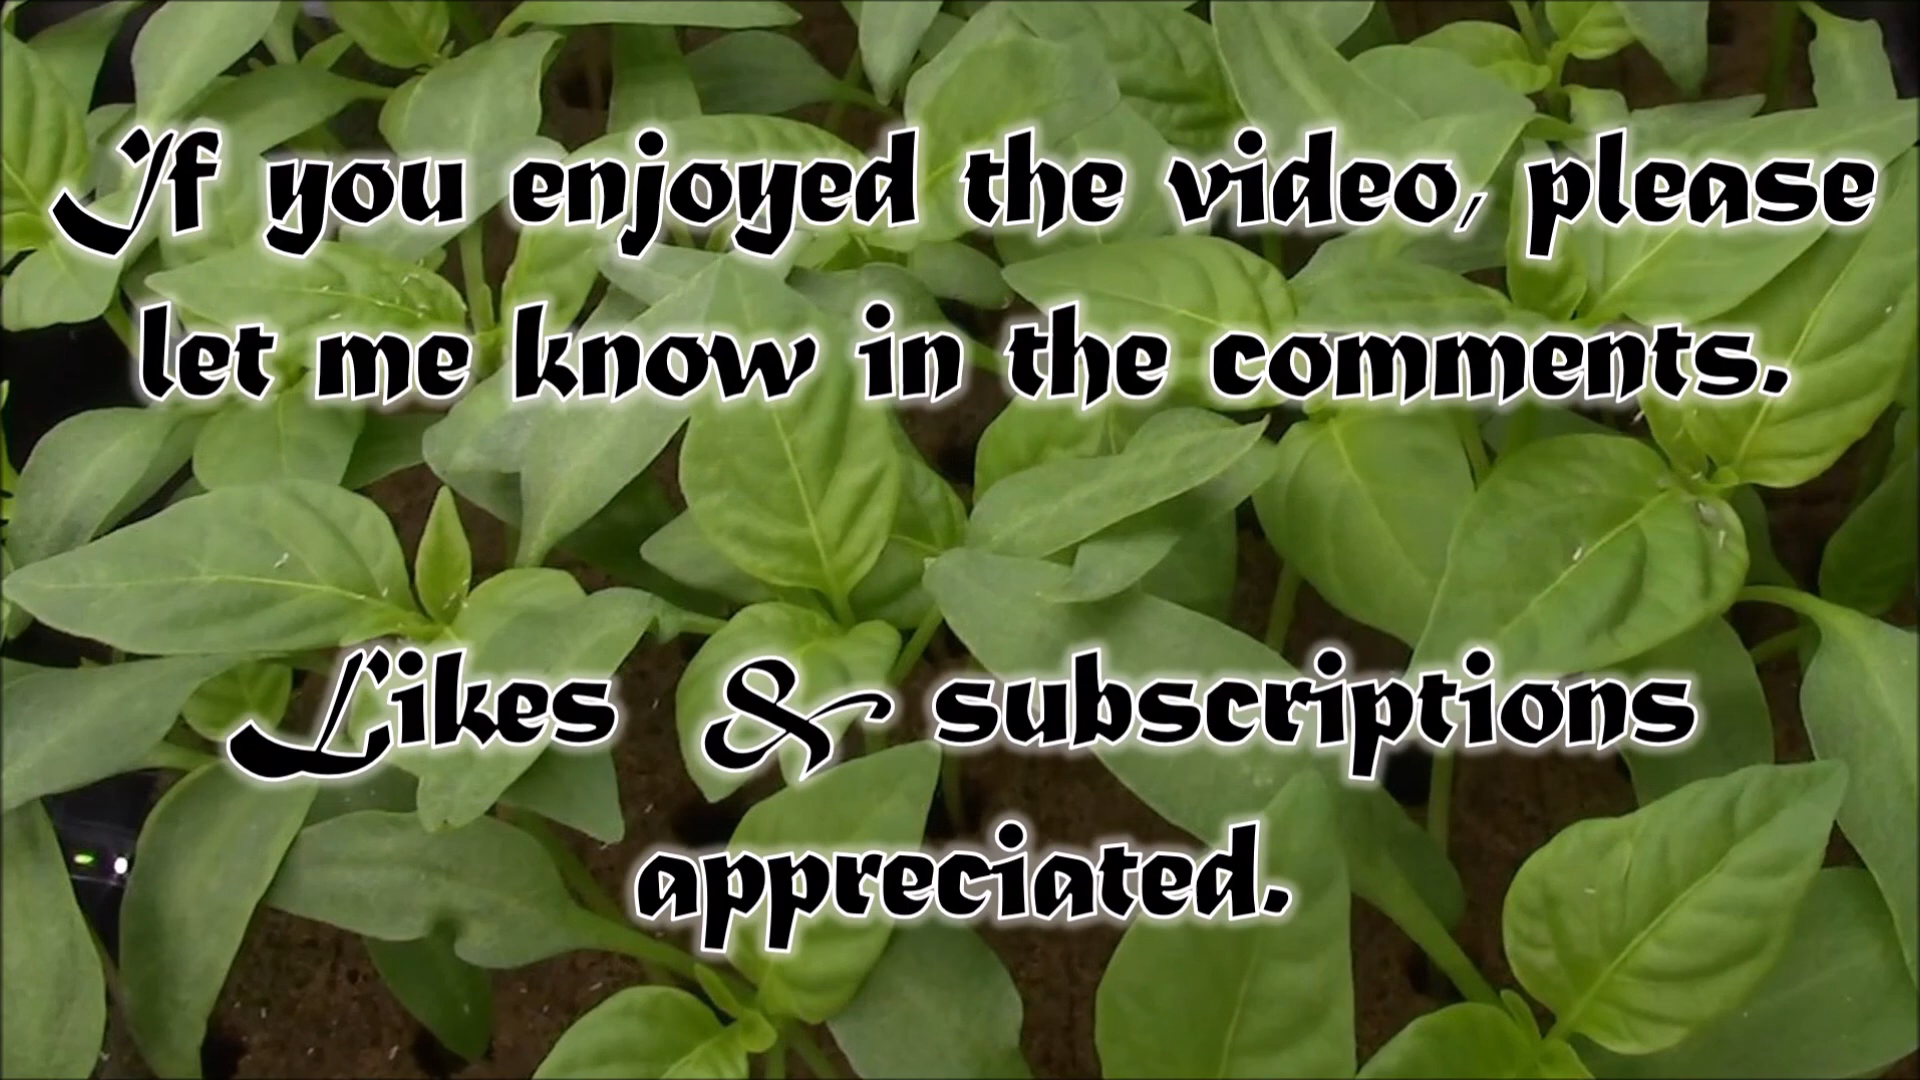 If you enjoyed the video, please
let me know in the comments.
Likes & subscriptions
appreciated.